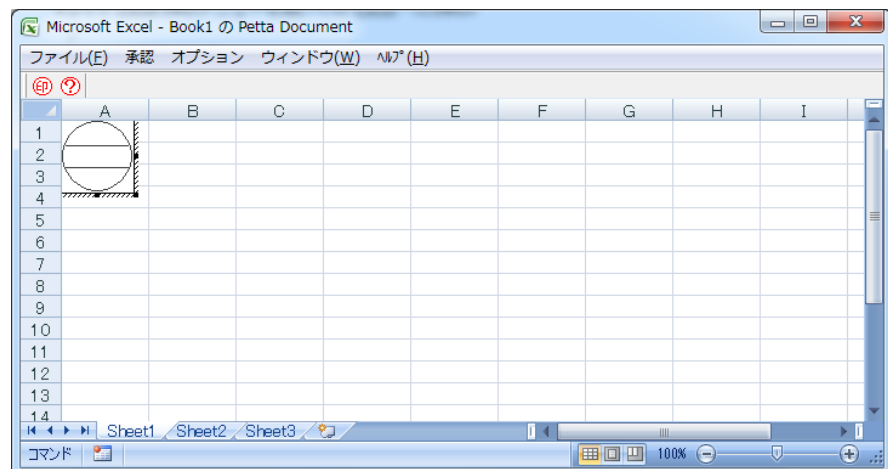 Microsoft Excel - Book1 の Petta Document
ファイル(F) 承認 オプション ウィンドウ(W) ﾍﾙﾌﾟ(H)
印 ?
A B C D E F G H I
1
2
3
4
5
6
7
8
9
10
11
12
13
14
Sheet1 Sheet2 Sheet3
コマンド 100%